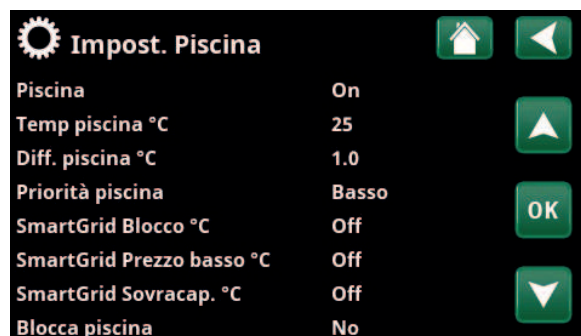 Impost. Piscina
Piscina On
Temp piscina °C 25
Diff. piscina °C 1.0
Priorità piscina Basso
OK
SmartGrid Blocco °C Off
SmartGrid Prezzo basso °C Off
SmartGrid Sovracap. °C Off
Blocca piscina No